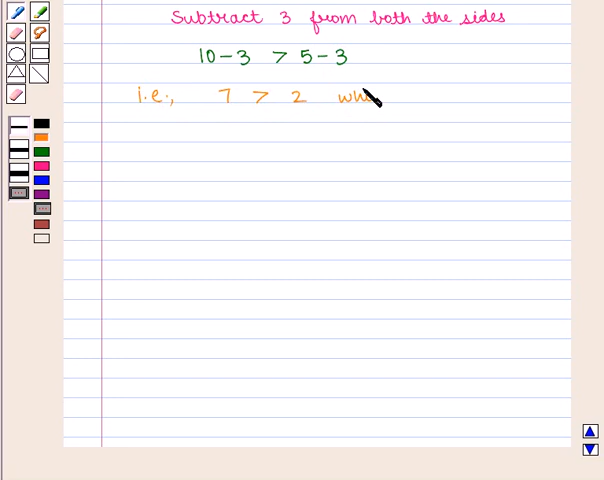 Subtract 3 from both the sides
10 - 3 > 5 - 3
i.e., 7 > 2